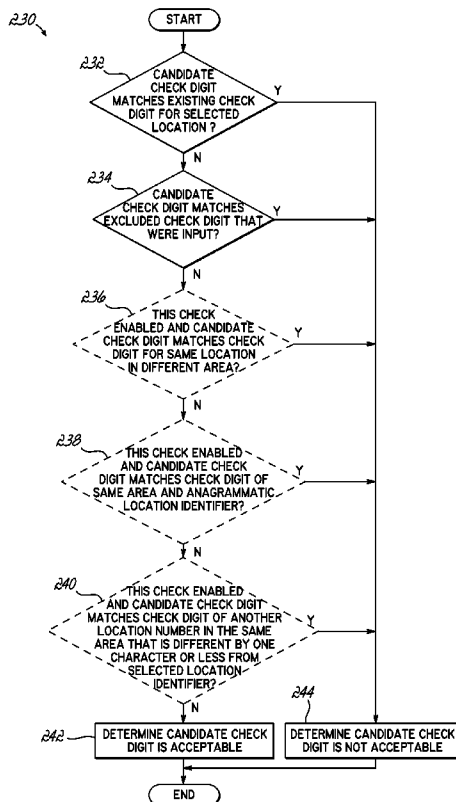 230
START
232
CANDIDATE
CHECK DIGIT
MATCHES EXISTING CHECK
DIGIT FOR SELECTED
LOCATION ?
Y
N
234
CANDIDATE
CHECK DIGIT MATCHES
EXCLUDED CHECK DIGIT THAT
WERE INPUT?
Y
N
236
THIS CHECK
ENABLED AND CANDIDATE
CHECK DIGIT MATCHES CHECK
DIGIT FOR SAME LOCATION
IN DIFFERENT AREA?
Y
N
238
THIS CHECK ENABLED
AND CANDIDATE CHECK
DIGIT MATCHES CHECK DIGIT OF
SAME AREA AND ANAGRAMMATIC
LOCATION IDENTIFIER?
Y
N
240
THIS CHECK ENABLED
AND CANDIDATE CHECK DIGIT
MATCHES CHECK DIGIT OF ANOTHER
LOCATION NUMBER IN THE SAME
AREA THAT IS DIFFERENT BY ONE
CHARACTER OR LESS FROM
SELECTED LOCATION
IDENTIFIER?
Y
N
242
DETERMINE CANDIDATE CHECK
DIGIT IS ACCEPTABLE
244
DETERMINE CANDIDATE CHECK
DIGIT IS NOT ACCEPTABLE
END